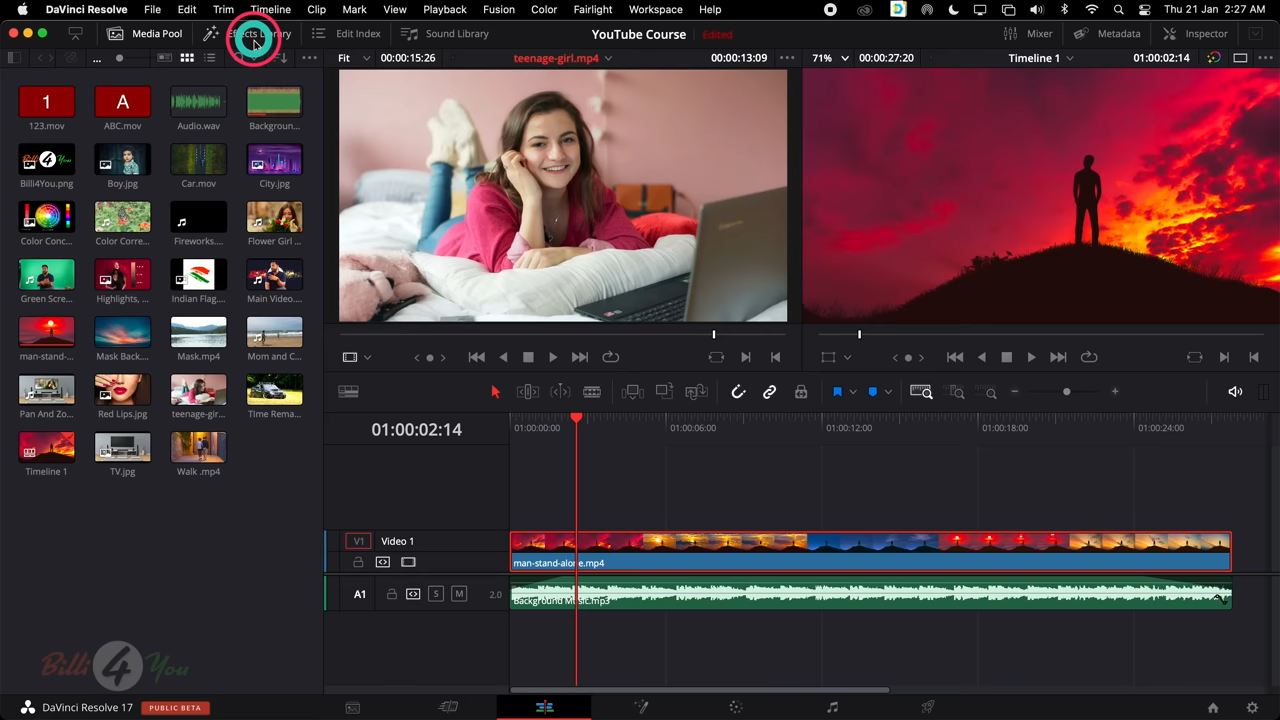 DaVinci Resolve File Edit Trim Timeline Clip Mark View Playback Fusion Color Fairlight Workspace Help Thu 21 Jan 2:27 AM
Media Pool Effects Library Edit Index Sound Library YouTube Course Edited Mixer Metadata Inspector
... Fit 00:00:15:26 teenage-girl.mp4 00:00:13:09 71% 00:00:27:20 Timeline 1 01:00:02:14
1 A
123.mov ABC.mov Audio.wav Backgroun...
Billi 4 You
Billi4You.png Boy.jpg Car.mov City.jpg
Color Conc... Color Corre... Fireworks.... Flower Girl ...
Green Scre... Highlights, ... Indian Flag.... Main Video....
man-stand-... Mask Back.... Mask.mp4 Mom and C...
Pan And Zo... Red Lips.jpg teenage-gir... TIme Rema...
Timeline 1 TV.jpg Walk .mp4
01:00:02:14 01:00:00:00 01:00:06:00 01:00:12:00 01:00:18:00 01:00:24:00
V1 Video 1
man-stand-alone.mp4
A1 S M 2.0
Background Music.mp3
Billi 4 You
DaVinci Resolve 17 PUBLIC BETA